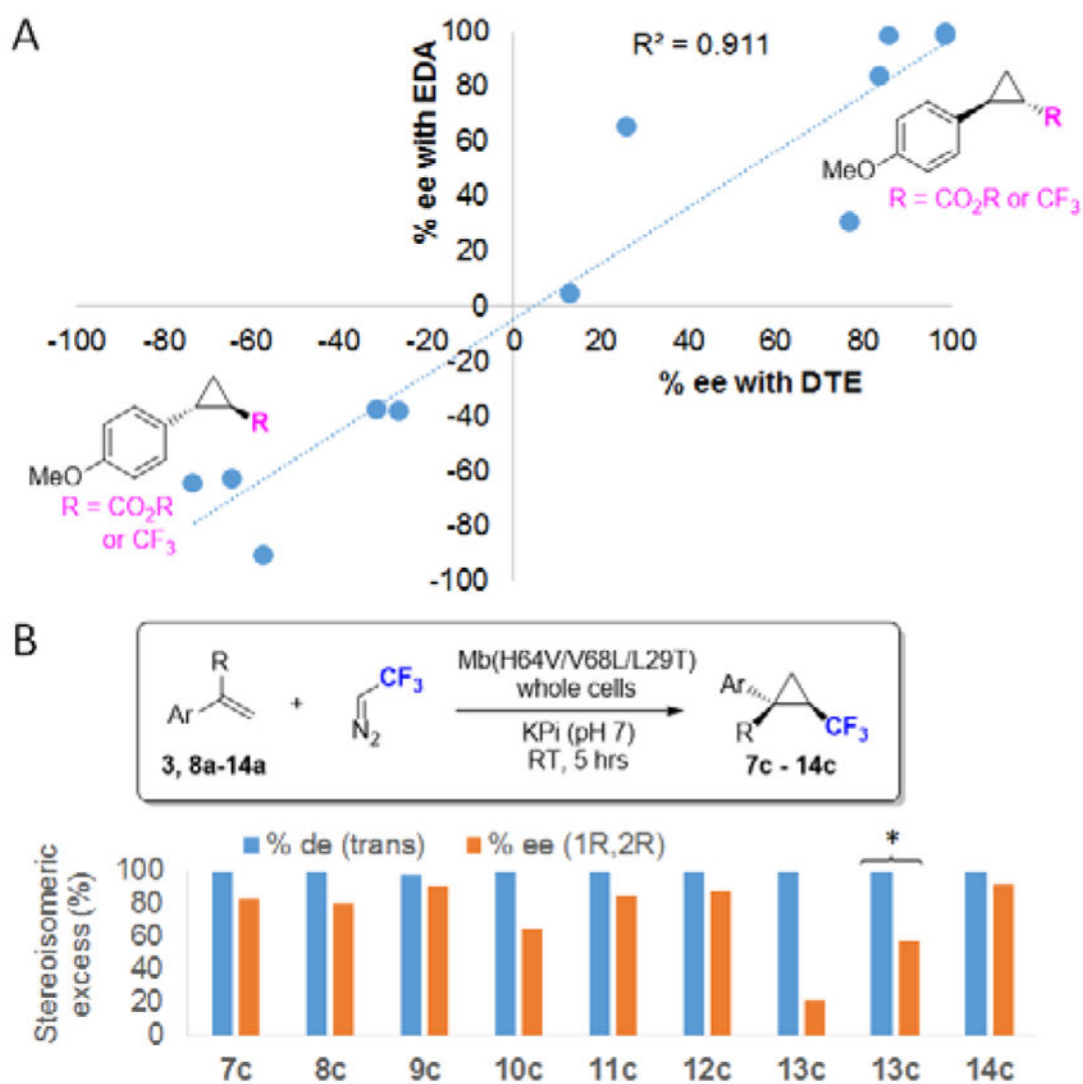 A
R² = 0.911
% ee with EDA
100
80
60
40
20
0
-20
-40
-60
-80
-100
-100 -80 -60 -40 -20 0 20 40 60 80 100
% ee with DTE
MeO
R
R = CO₂R or CF₃
R
MeO
R = CO₂R
or CF₃
B
R
Ar
3, 8a-14a
+
CF₃
N₂
Mb(H64V/V68L/L29T)
whole cells
KPi (pH 7)
RT, 5 hrs
Ar
R
CF₃
7c - 14c
% de (trans) % ee (1R,2R)
*
Stereoisomeric
excess (%)
100
80
60
40
20
0
7c 8c 9c 10c 11c 12c 13c 13c 14c